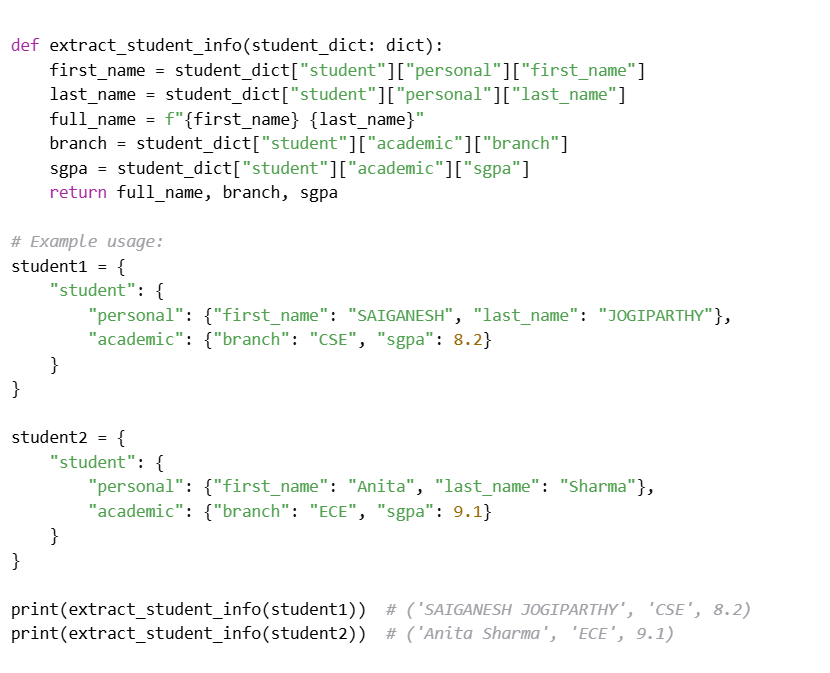 def extract_student_info(student_dict: dict):
    first_name = student_dict["student"]["personal"]["first_name"]
    last_name = student_dict["student"]["personal"]["last_name"]
    full_name = f"{first_name} {last_name}"
    branch = student_dict["student"]["academic"]["branch"]
    sgpa = student_dict["student"]["academic"]["sgpa"]
    return full_name, branch, sgpa

# Example usage:
student1 = {
    "student": {
        "personal": {"first_name": "SAIGANESH", "last_name": "JOGIPARTHY"},
        "academic": {"branch": "CSE", "sgpa": 8.2}
    }
}

student2 = {
    "student": {
        "personal": {"first_name": "Anita", "last_name": "Sharma"},
        "academic": {"branch": "ECE", "sgpa": 9.1}
    }
}

print(extract_student_info(student1))  # ('SAIGANESH JOGIPARTHY', 'CSE', 8.2)
print(extract_student_info(student2))  # ('Anita Sharma', 'ECE', 9.1)